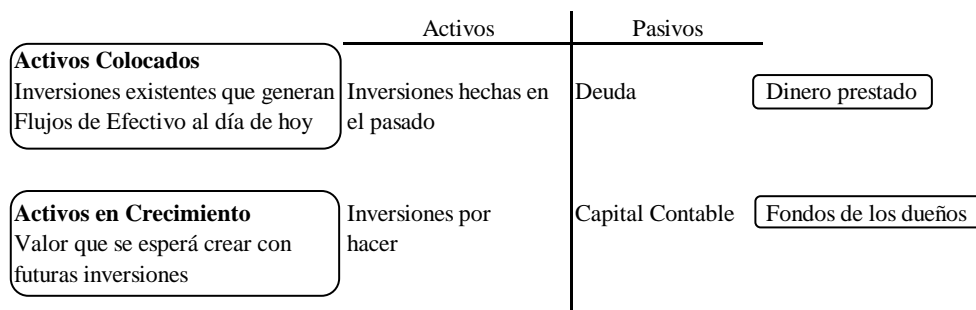 Activos Pasivos
Activos Colocados
Inversiones existentes que generan Inversiones hechas en Deuda Dinero prestado
Flujos de Efectivo al día de hoy el pasado
Activos en Crecimiento Inversiones por Capital Contable Fondos de los dueños
Valor que se esperá crear con hacer
futuras inversiones